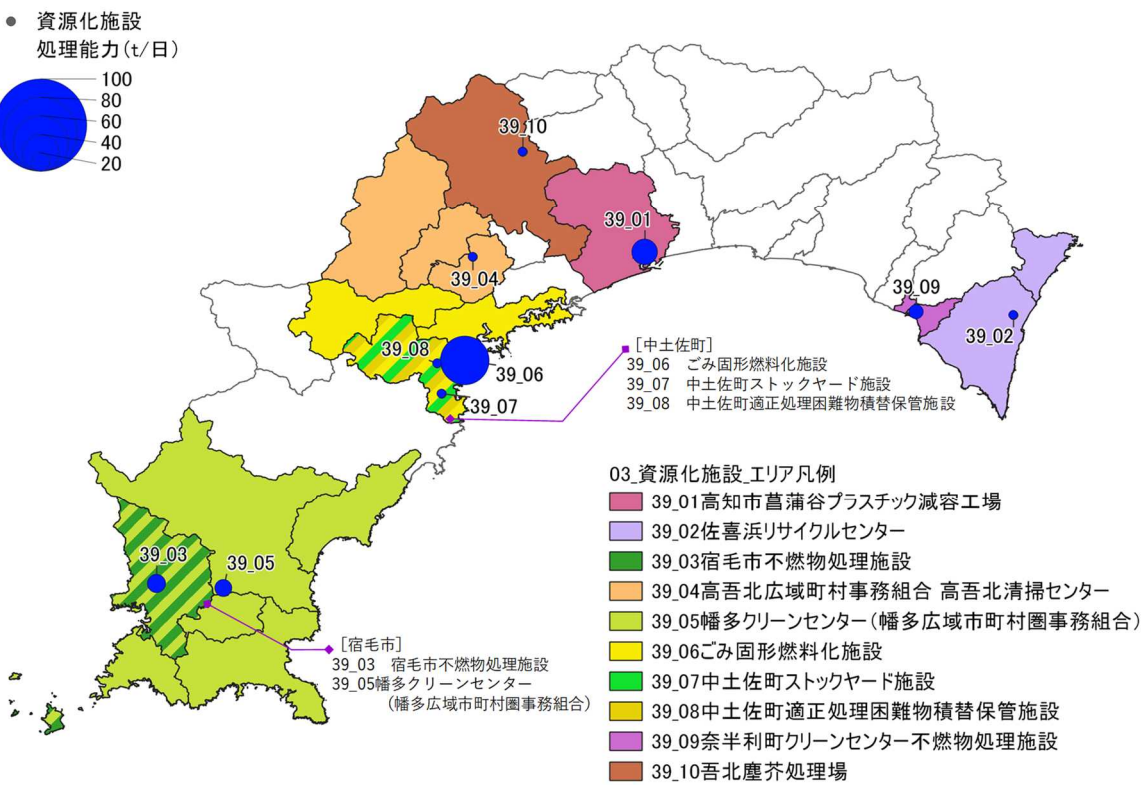 資源化施設
処理能力(t/日)
100
80
60
40
20
39_10
39_01
39_04
39_09
39_02
39_08
39_06
39_07
[中土佐町]
39_06 ごみ固形燃料化施設
39_07 中土佐町ストックヤード施設
39_08 中土佐町適正処理困難物積替保管施設
39_03
39_05
[宿毛市]
39_03 宿毛市不燃物処理施設
39_05幡多クリーンセンター
(幡多広域市町村圏事務組合)
03_資源化施設_エリア凡例
39_01高知市菖蒲谷プラスチック減容工場
39_02佐喜浜リサイクルセンター
39_03宿毛市不燃物処理施設
39_04高吾北広域町村事務組合 高吾北清掃センター
39_05幡多クリーンセンター(幡多広域市町村圏事務組合)
39_06ごみ固形燃料化施設
39_07中土佐町ストックヤード施設
39_08中土佐町適正処理困難物積替保管施設
39_09奈半利町クリーンセンター不燃物処理施設
39_10吾北塵芥処理場